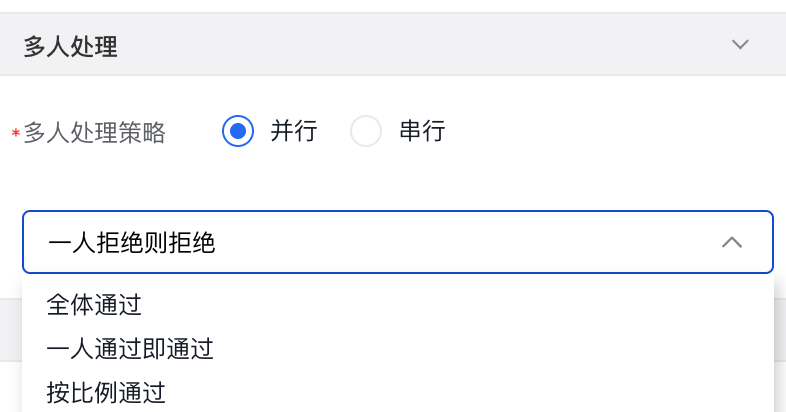 多人处理
*多人处理策略 并行 串行
一人拒绝则拒绝
全体通过
一人通过即通过
按比例通过